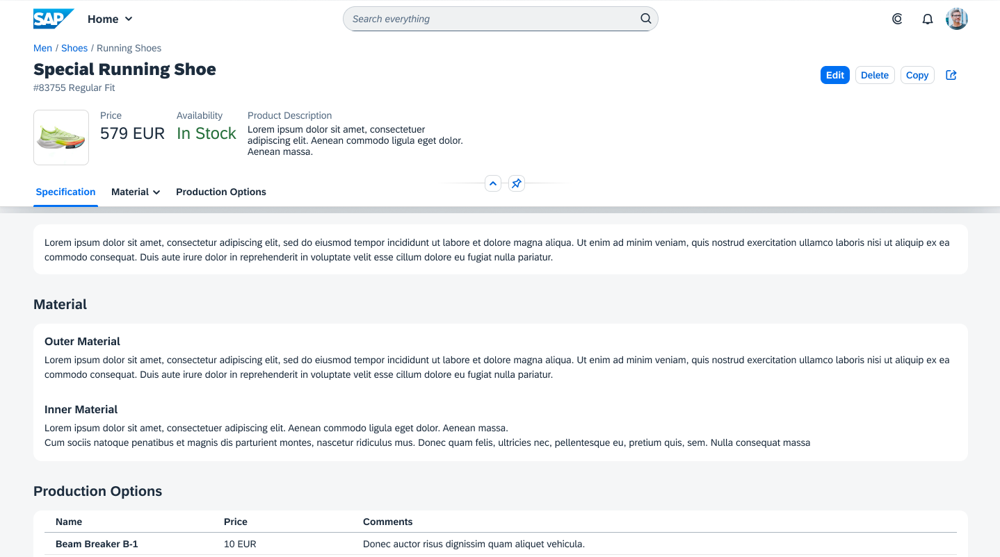 SAP Home
Search everything
Men / Shoes / Running Shoes
Special Running Shoe
#83755 Regular Fit
Edit Delete Copy
Price
579 EUR
Availability
In Stock
Product Description
Lorem ipsum dolor sit amet, consectetuer
adipiscing elit. Aenean commodo ligula eget dolor.
Aenean massa.
Specification Material Production Options
Lorem ipsum dolor sit amet, consectetur adipiscing elit, sed do eiusmod tempor incididunt ut labore et dolore magna aliqua. Ut enim ad minim veniam, quis nostrud exercitation ullamco laboris nisi ut aliquip ex ea
commodo consequat. Duis aute irure dolor in reprehenderit in voluptate velit esse cillum dolore eu fugiat nulla pariatur.
Material
Outer Material
Lorem ipsum dolor sit amet, consectetur adipiscing elit, sed do eiusmod tempor incididunt ut labore et dolore magna aliqua. Ut enim ad minim veniam, quis nostrud exercitation ullamco laboris nisi ut aliquip ex ea
commodo consequat. Duis aute irure dolor in reprehenderit in voluptate velit esse cillum dolore eu fugiat nulla pariatur.
Inner Material
Lorem ipsum dolor sit amet, consectetuer adipiscing elit. Aenean commodo ligula eget dolor. Aenean massa.
Cum sociis natoque penatibus et magnis dis parturient montes, nascetur ridiculus mus. Donec quam felis, ultricies nec, pellentesque eu, pretium quis, sem. Nulla consequat massa
Production Options
Name Price Comments
Beam Breaker B-1 10 EUR Donec auctor risus dignissim quam aliquet vehicula.